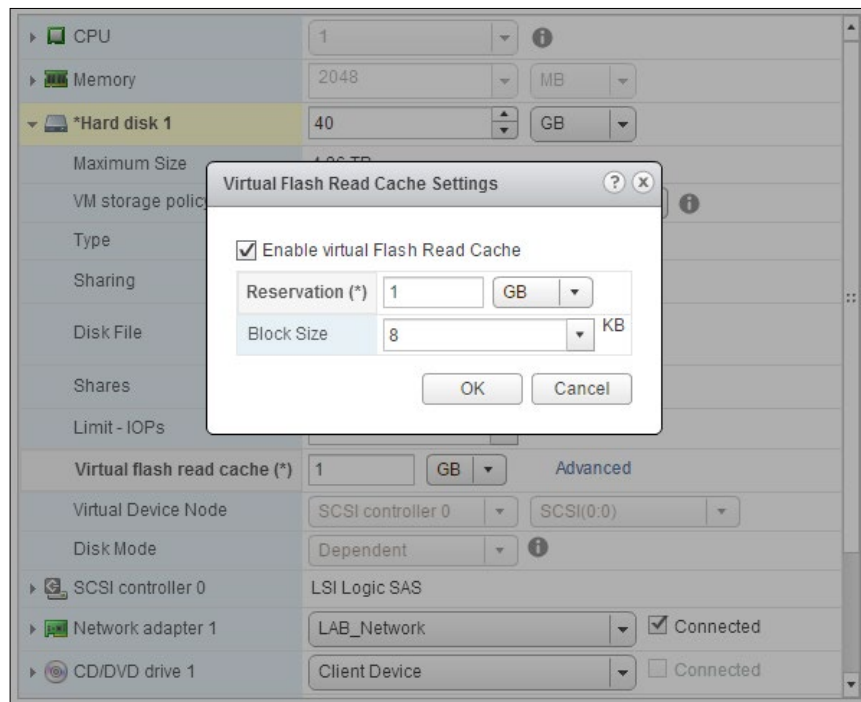 CPU 1
Memory 2048 MB
*Hard disk 1 40 GB
Maximum Size
VM storage policy
Type
Sharing
Disk File
Shares
Limit - IOPs
Virtual Flash Read Cache Settings
Enable virtual Flash Read Cache
Reservation (*) 1 GB
Block Size 8 KB
OK Cancel
Virtual flash read cache (*) 1 GB Advanced
Virtual Device Node SCSI controller 0 SCSI(0:0)
Disk Mode Dependent
SCSI controller 0 LSI Logic SAS
Network adapter 1 LAB_Network Connected
CD/DVD drive 1 Client Device Connected